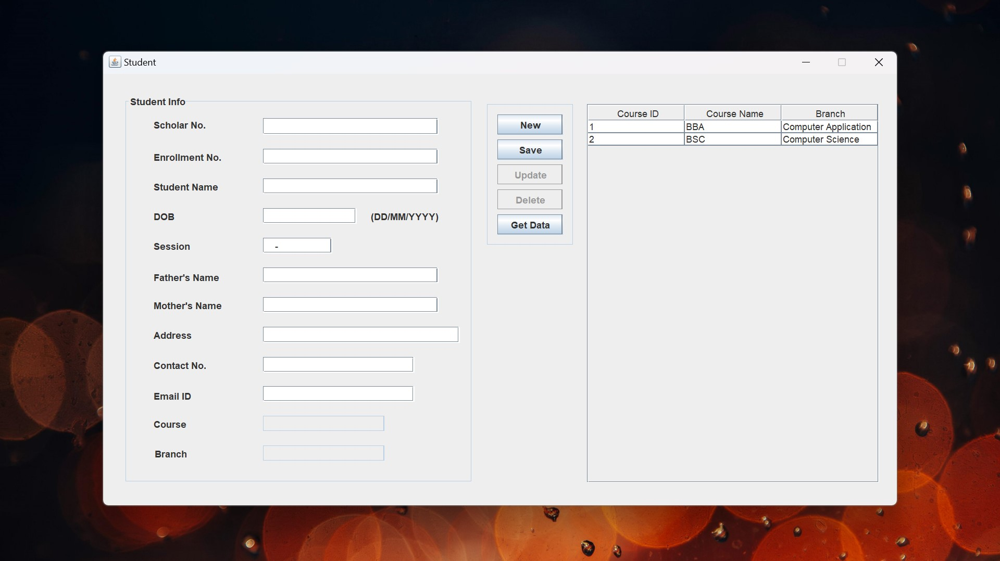 Student
Student Info
Scholar No.
Enrollment No.
Student Name
DOB (DD/MM/YYYY)
Session -
Father's Name
Mother's Name
Address
Contact No.
Email ID
Course
Branch
New
Save
Update
Delete
Get Data
Course ID Course Name Branch
1 BBA Computer Application
2 BSC Computer Science